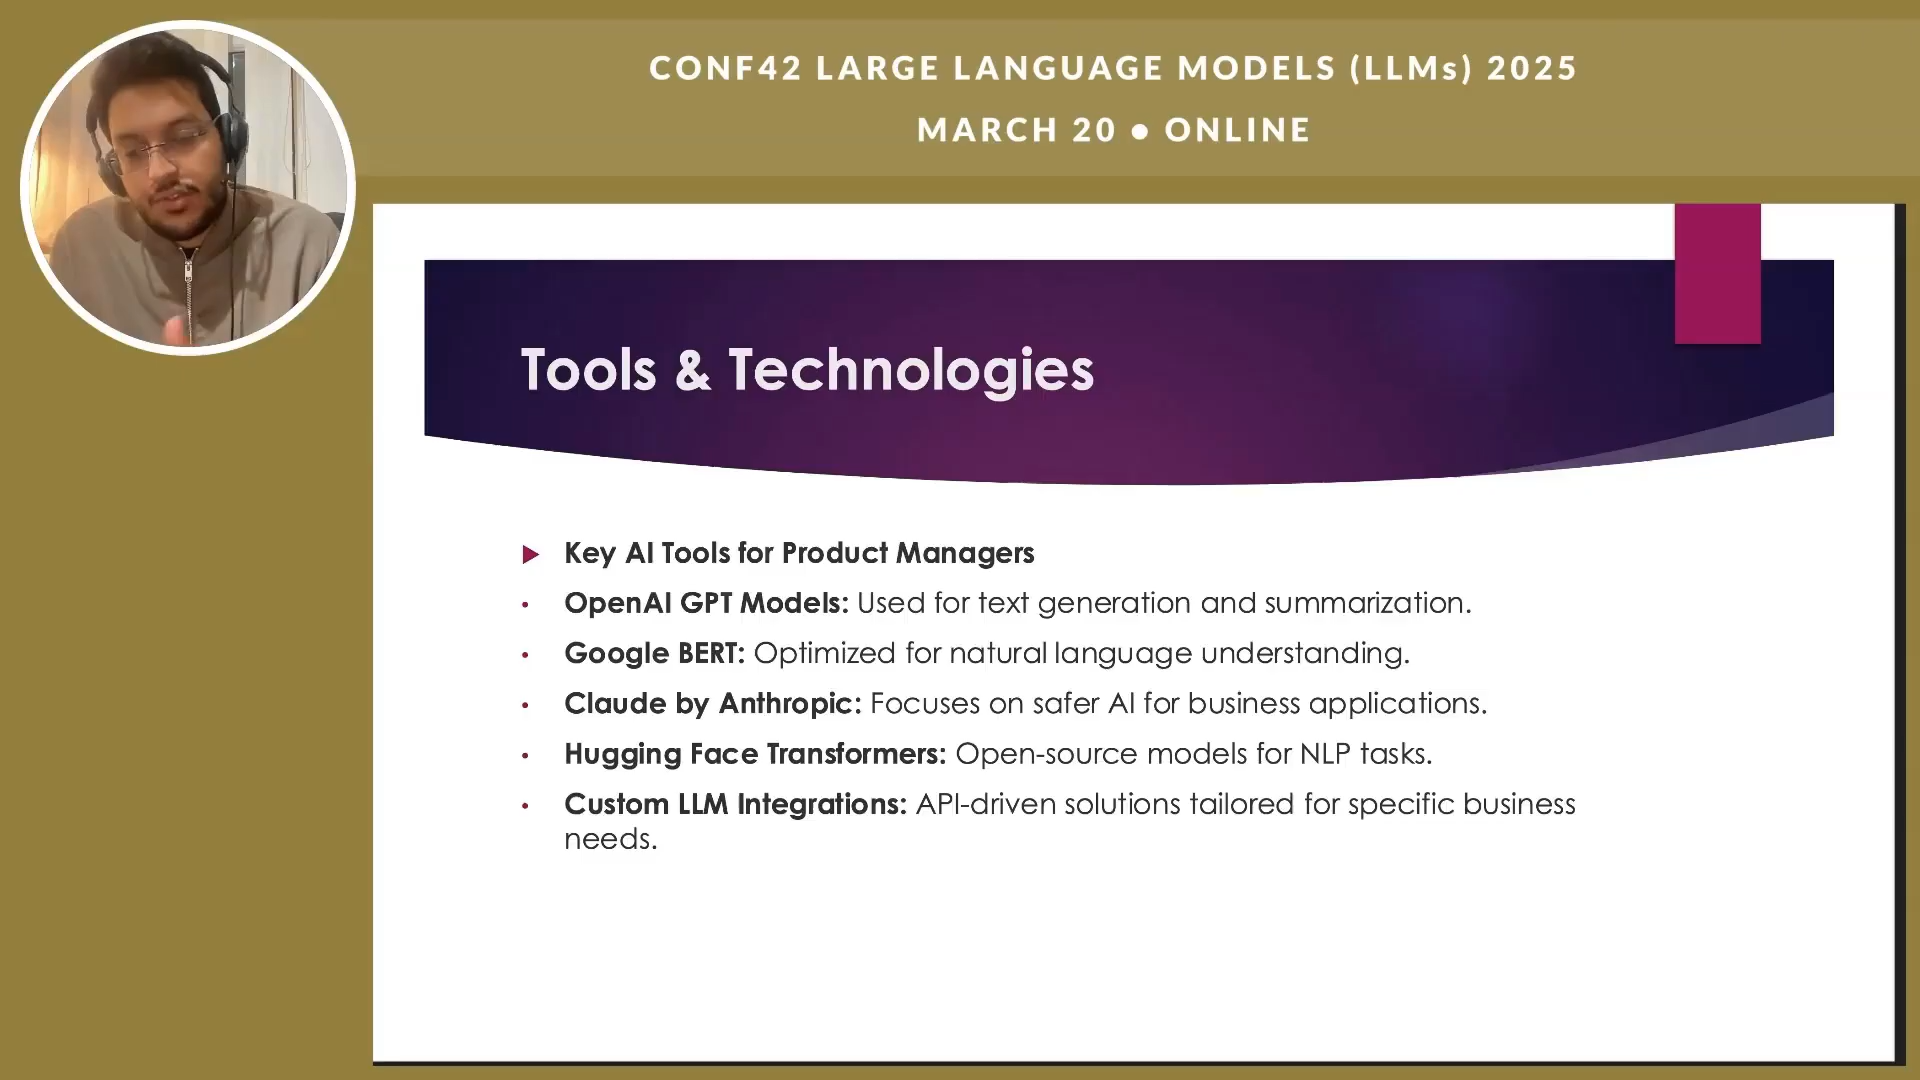 CONF42 LARGE LANGUAGE MODELS (LLMs) 2025
MARCH 20 ● ONLINE
Tools & Technologies
Key AI Tools for Product Managers
OpenAI GPT Models: Used for text generation and summarization.
Google BERT: Optimized for natural language understanding.
Claude by Anthropic: Focuses on safer AI for business applications.
Hugging Face Transformers: Open-source models for NLP tasks.
Custom LLM Integrations: API-driven solutions tailored for specific business
needs.